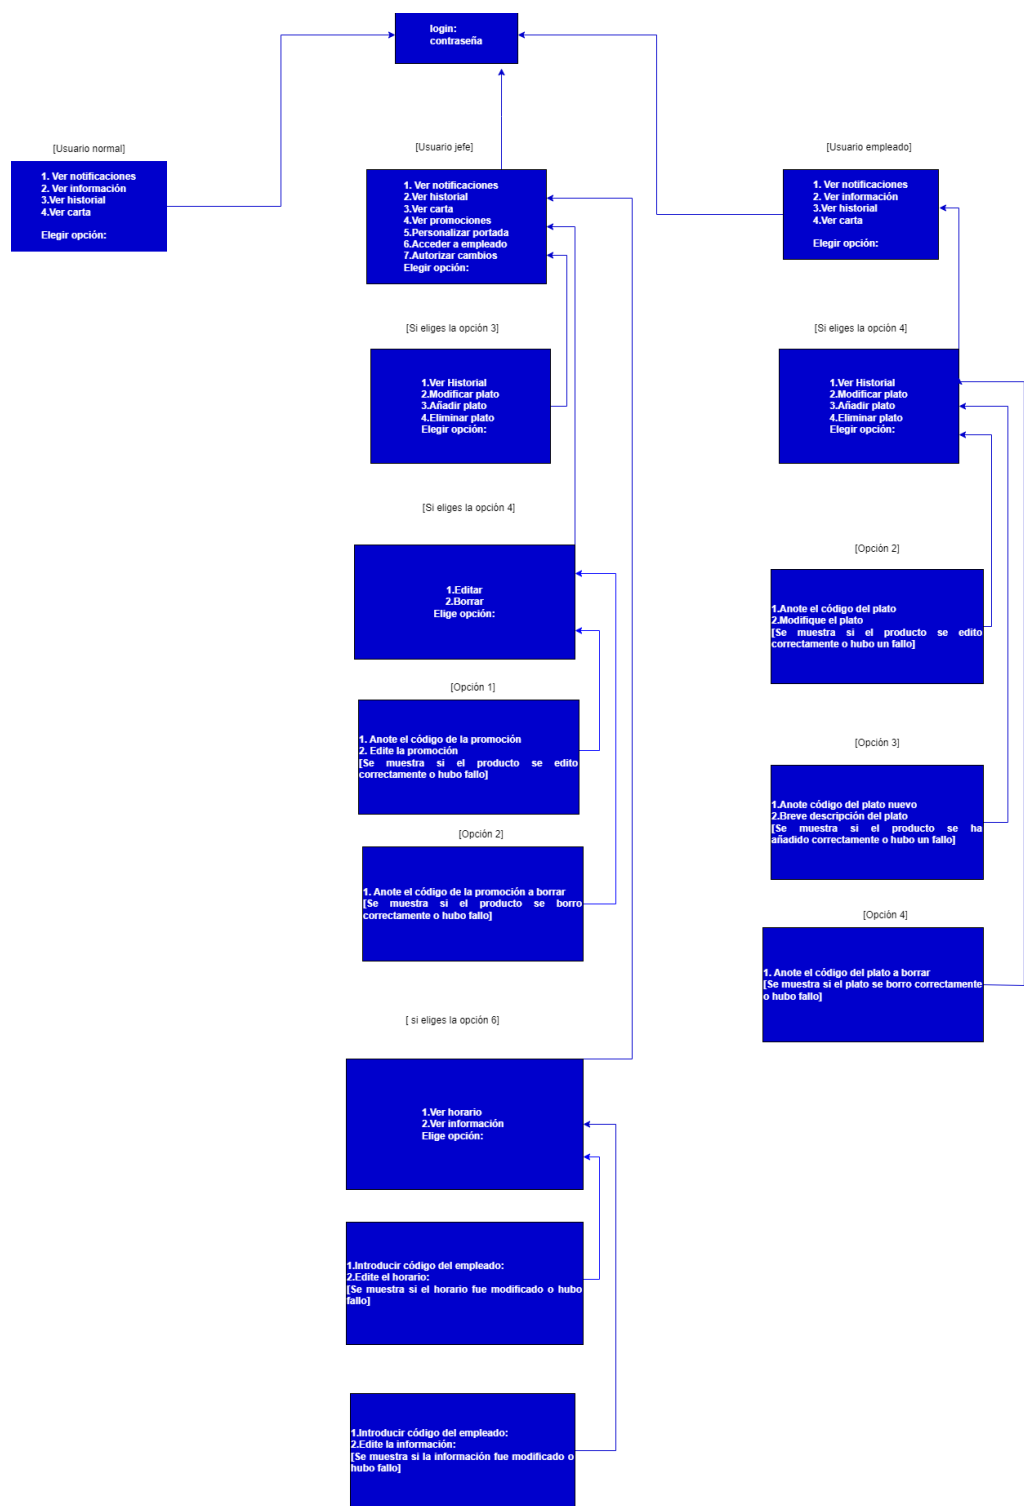 login:
contraseña
[Usuario normal]
1. Ver notificaciones
2. Ver información
3.Ver historial
4.Ver carta
Elegir opción:
[Usuario jefe]
1. Ver notificaciones
2.Ver historial
3.Ver carta
4.Ver promociones
5.Personalizar portada
6.Acceder a empleado
7.Autorizar cambios
Elegir opción:
[Usuario empleado]
1. Ver notificaciones
2. Ver información
3.Ver historial
4.Ver carta
Elegir opción:
[Si eliges la opción 3]
1.Ver Historial
2.Modificar plato
3.Añadir plato
4.Eliminar plato
Elegir opción:
[Si eliges la opción 4]
1.Ver Historial
2.Modificar plato
3.Añadir plato
4.Eliminar plato
Elegir opción:
[Si eliges la opción 4]
1.Editar
2.Borrar
Elige opción:
[Opción 1]
1. Anote el código de la promoción
2. Edite la promoción
[Se muestra si el producto se edito
correctamente o hubo fallo]
[Opción 2]
1. Anote el código de la promoción a borrar
[Se muestra si el producto se borro
correctamente o hubo fallo]
[Opción 2]
1.Anote el código del plato
2.Modifique el plato
[Se muestra si el producto se edito
correctamente o hubo un fallo]
[Opción 3]
1.Anote código del plato nuevo
2.Breve descripción del plato
[Se muestra si el producto se ha
añadido correctamente o hubo un fallo]
[Opción 4]
1. Anote el código del plato a borrar
[Se muestra si el plato se borro correctamente
o hubo fallo]
[ si eliges la opción 6]
1.Ver horario
2.Ver información
Elige opción:
1.Introducir código del empleado:
2.Edite el horario:
[Se muestra si el horario fue modificado o hubo
fallo]
1.Introducir código del empleado:
2.Edite la información:
[Se muestra si la información fue modificado o
hubo fallo]